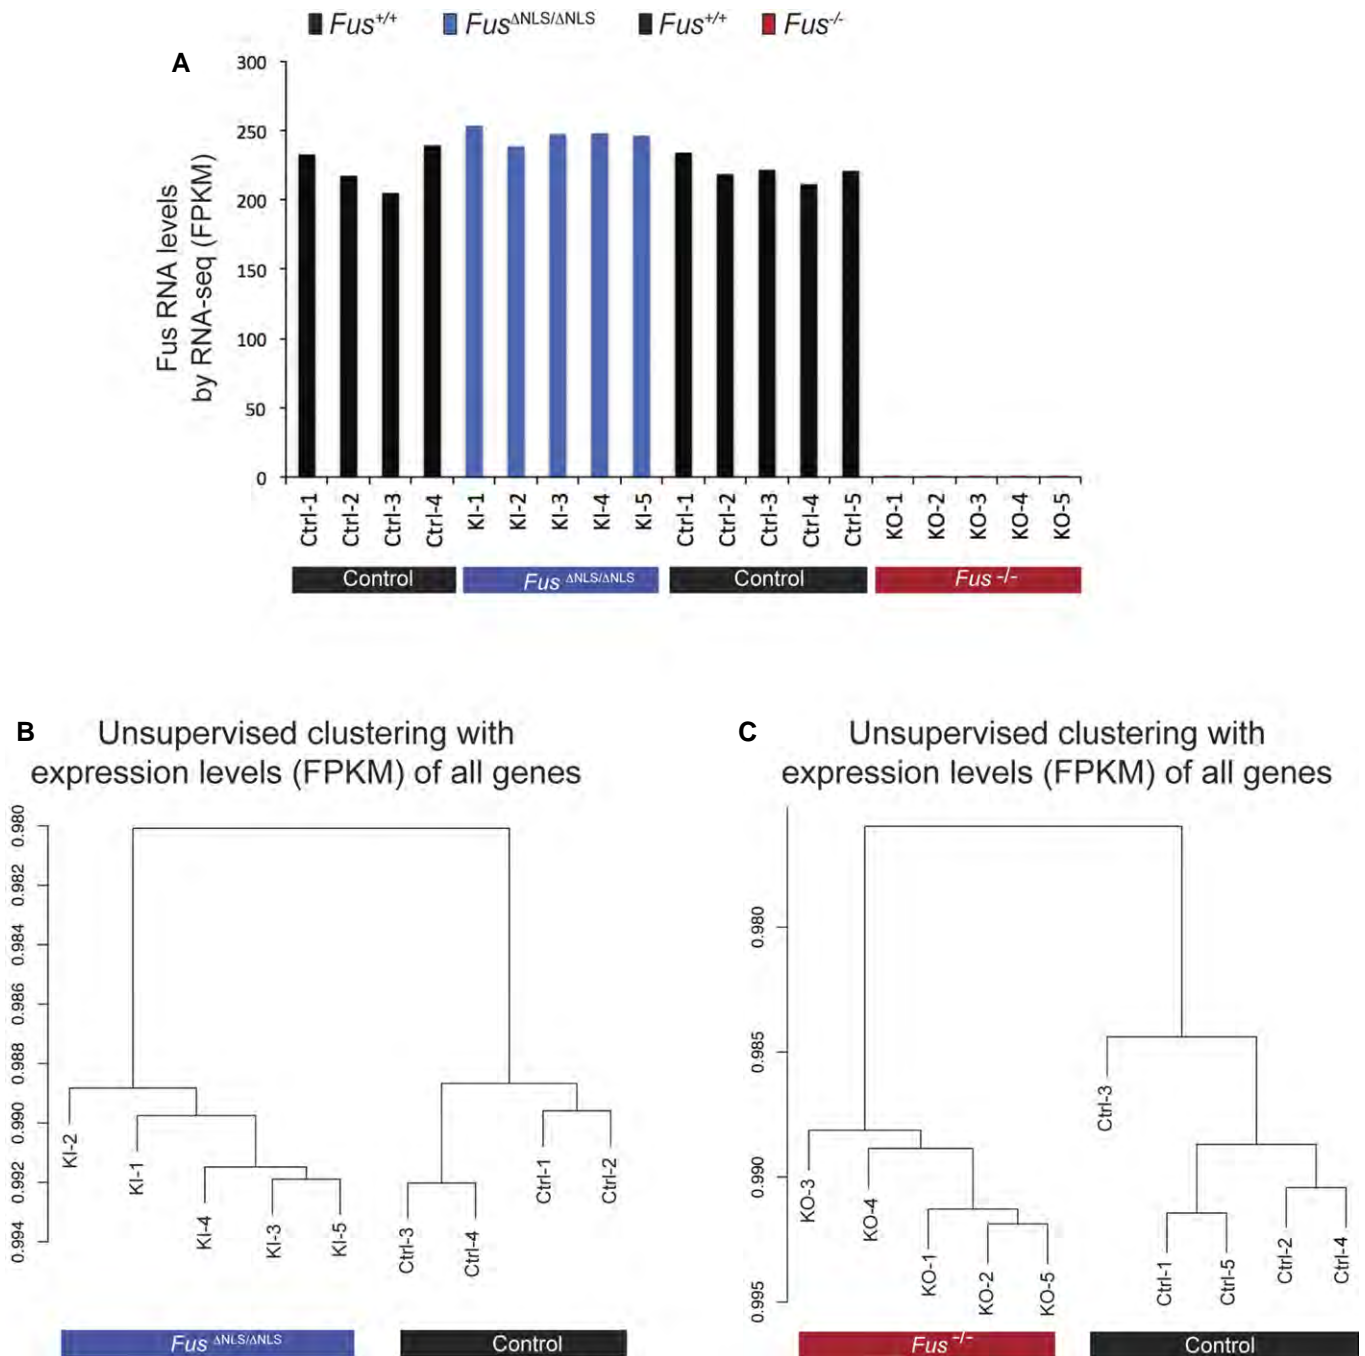 Fus+/+ FusΔNLS/ΔNLS Fus+/+ Fus-/-
A
300
250
200
150
100
50
0
Fus RNA levels
by RNA-seq (FPKM)
Ctrl-1 Ctrl-2 Ctrl-3 Ctrl-4 KI-1 KI-2 KI-3 KI-4 KI-5 Ctrl-1 Ctrl-2 Ctrl-3 Ctrl-4 Ctrl-5 KO-1 KO-2 KO-3 KO-4 KO-5
Control Fus ΔNLS/ΔNLS Control Fus -/-
B
Unsupervised clustering with
expression levels (FPKM) of all genes
0.980
0.982
0.984
0.986
0.988
0.990
0.992
0.994
KI-2
KI-1
KI-4
KI-3
KI-5
Ctrl-3
Ctrl-4
Ctrl-1
Ctrl-2
Fus ΔNLS/ΔNLS Control
C
Unsupervised clustering with
expression levels (FPKM) of all genes
0.980
0.985
0.990
0.995
KO-3
KO-4
KO-1
KO-2
KO-5
Ctrl-3
Ctrl-1
Ctrl-5
Ctrl-2
Ctrl-4
Fus -/- Control